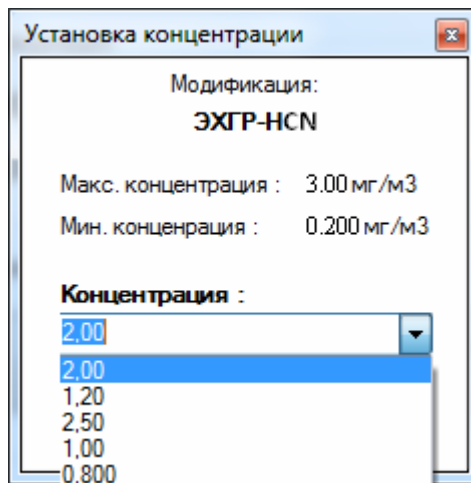 Установка концентрации
Модификация:
ЭХГР-HCN
Макс. концентрация : 3.00 мг/м3
Мин. конценрация : 0.200 мг/м3
Концентрация :
2,00
2,00
1,20
2,50
1,00
0,800